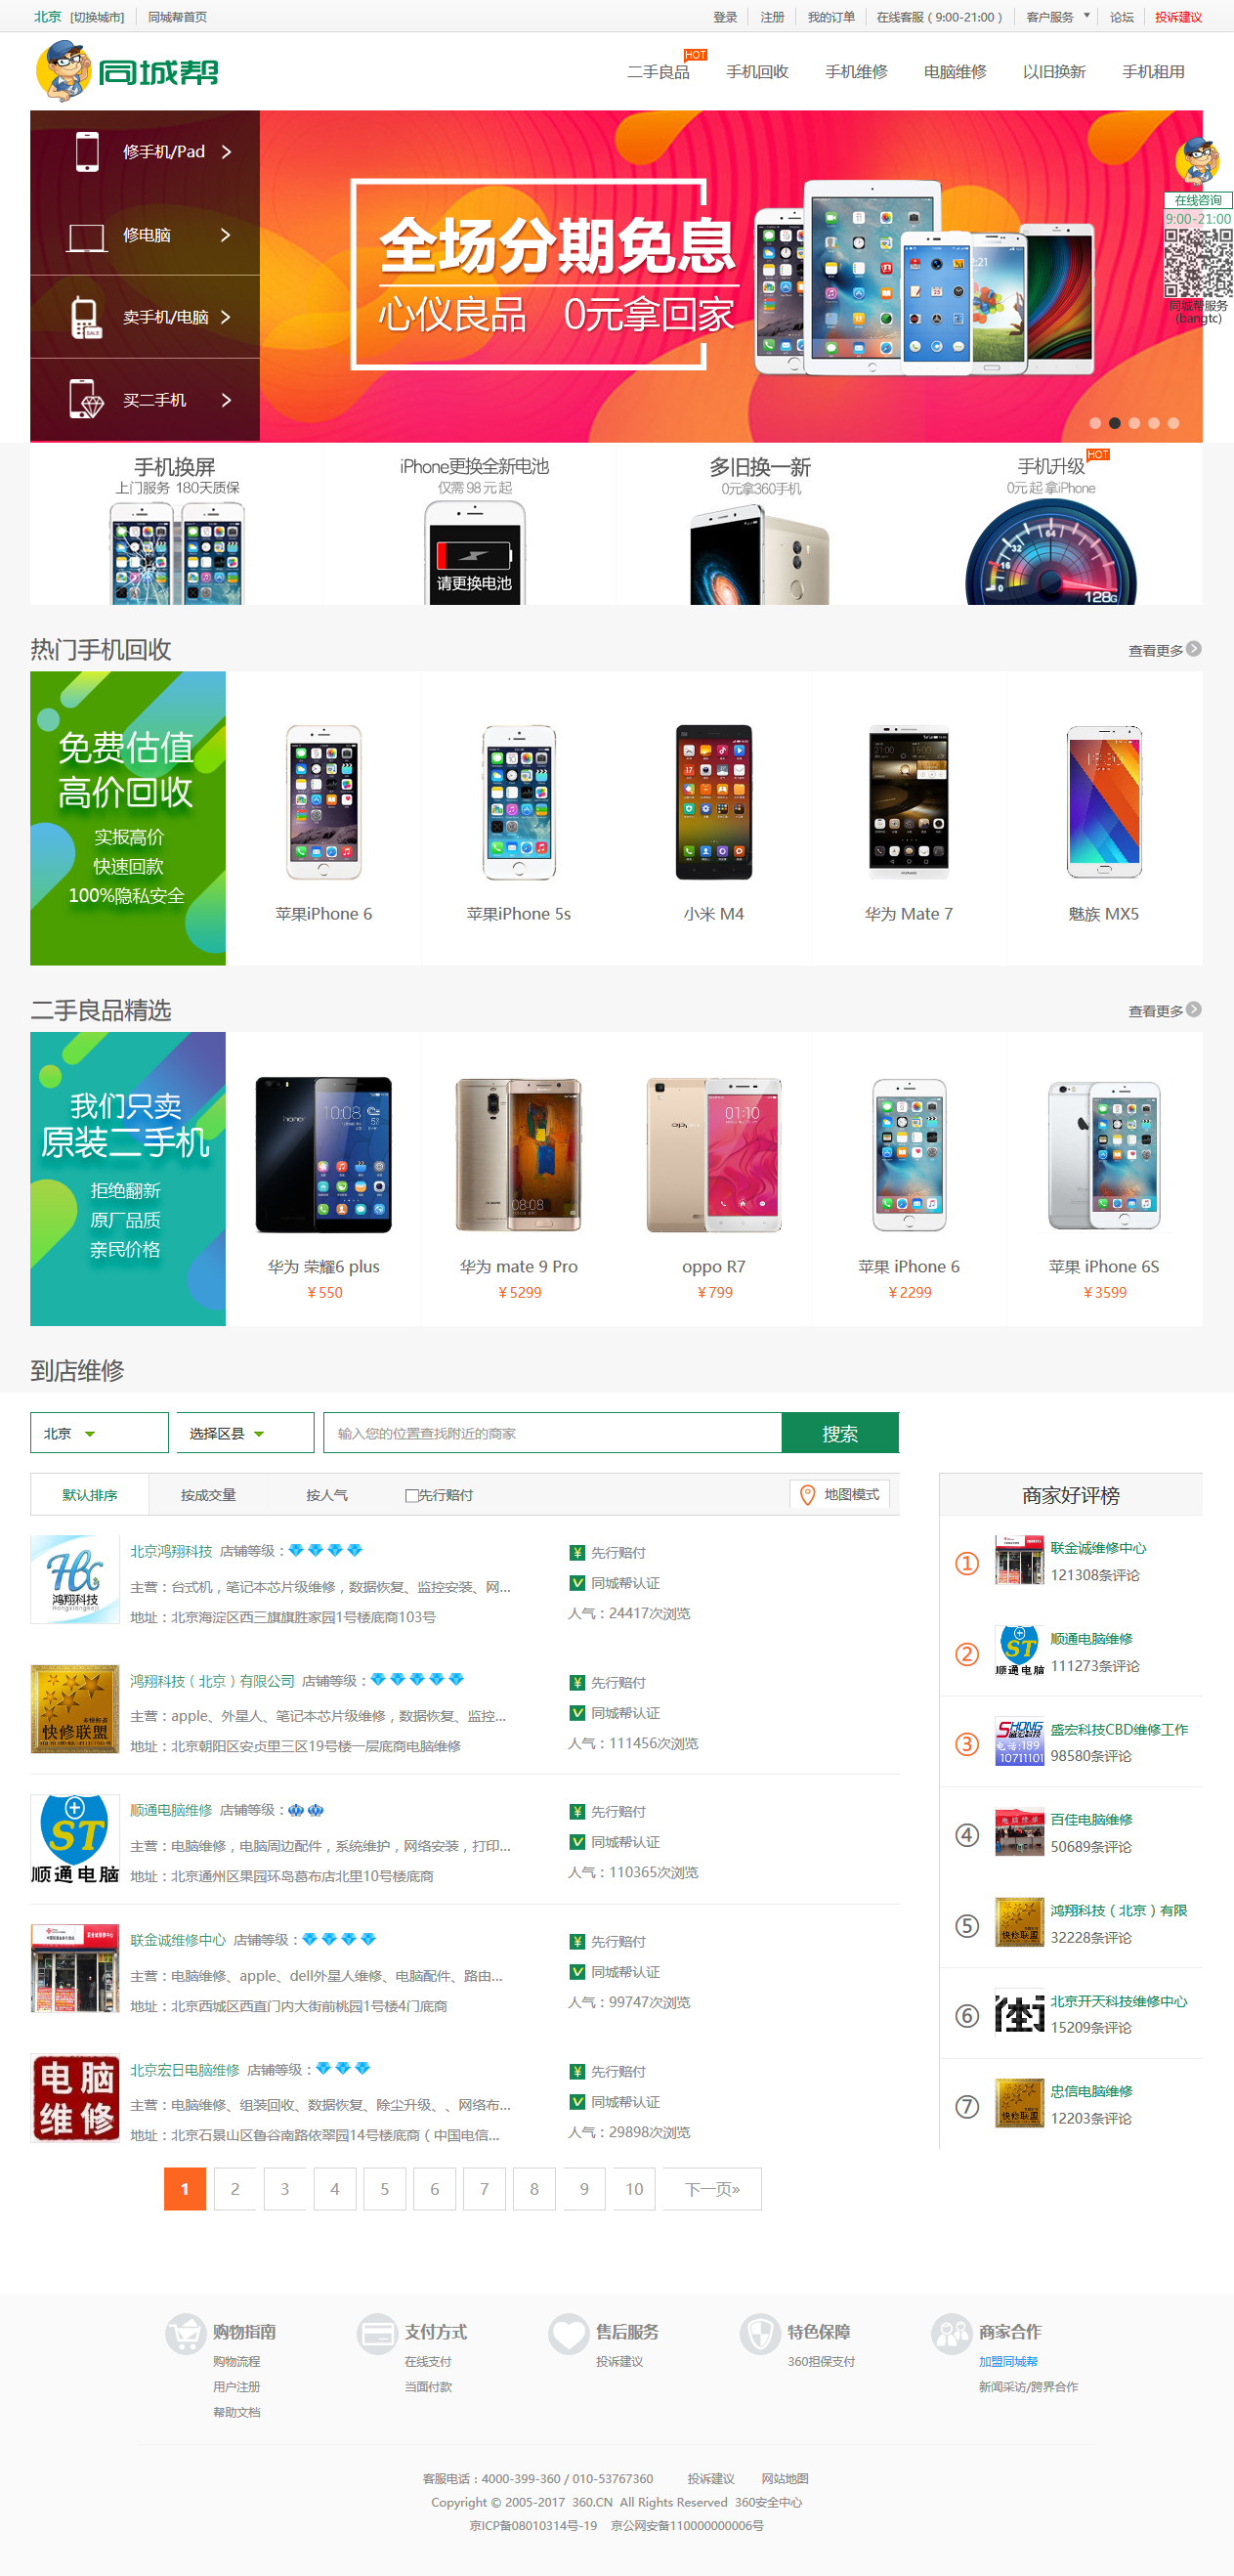 北京 [切换城市] 同城帮首页 登录 注册 我的订单 在线客服（9:00-21:00） 客户服务 论坛 投诉建议
同城帮
二手良品 HOT 手机回收 手机维修 电脑维修 以旧换新 手机租用
修手机/Pad
修电脑
卖手机/电脑
买二手机
全场分期免息
心仪良品 0元拿回家
在线咨询
9:00-21:00
同城帮服务
(bangtc)
手机换屏
上门服务 180天质保
iPhone更换全新电池
仅需 98 元 起
请更换电池
多旧换一新
0元拿360手机
手机升级 HOT
0元 起 拿iPhone
16 32 64 128G
热门手机回收 查看更多
免费估值
高价回收
实报高价
快速回款
100%隐私安全
苹果iPhone 6 苹果iPhone 5s 小米 M4 华为 Mate 7 魅族 MX5
二手良品精选 查看更多
我们只卖
原装二手机
拒绝翻新
原厂品质
亲民价格
华为 荣耀6 plus 华为 mate 9 Pro oppo R7 苹果 iPhone 6 苹果 iPhone 6S
¥550 ¥5299 ¥799 ¥2299 ¥3599
到店维修
北京 选择区县 输入您的位置查找附近的商家 搜索
默认排序 按成交量 按人气 先行赔付 地图模式
北京鸿翔科技 店铺等级：
主营：台式机，笔记本芯片级维修，数据恢复、监控安装、网...
地址：北京海淀区西三旗旗胜家园1号楼底商103号
先行赔付
同城帮认证
人气：24417次浏览
鸿翔科技
鸿翔科技（北京）有限公司 店铺等级：
主营：apple、外星人、笔记本芯片级维修，数据恢复、监控...
地址：北京朝阳区安贞里三区19号楼一层底商电脑维修
先行赔付
同城帮认证
人气：111456次浏览
快修联盟
顺通电脑维修 店铺等级：
主营：电脑维修，电脑周边配件，系统维护，网络安装，打印...
地址：北京通州区果园环岛葛布店北里10号楼底商
先行赔付
同城帮认证
人气：110365次浏览
ST
顺通电脑
联金诚维修中心 店铺等级：
主营：电脑维修、apple、dell外星人维修、电脑配件、路由...
地址：北京西城区西直门内大街前桃园1号楼4门底商
先行赔付
同城帮认证
人气：99747次浏览
北京宏日电脑维修 店铺等级：
主营：电脑维修、组装回收、数据恢复、除尘升级、、网络布...
地址：北京石景山区鲁谷南路依翠园14号楼底商（中国电信...
先行赔付
同城帮认证
人气：29898次浏览
电脑
维修
1 2 3 4 5 6 7 8 9 10 下一页»
商家好评榜
① 联金诚维修中心
121308条评论
② 顺通电脑维修
111273条评论
ST
顺通电脑
③ 盛宏科技CBD维修工作
98580条评论
SHONG
盛宏科技
电话:189
10711101
④ 百佳电脑维修
50689条评论
⑤ 鸿翔科技（北京）有限
32228条评论
快修联盟
⑥ 北京开天科技维修中心
15209条评论
⑦ 忠信电脑维修
12203条评论
快修联盟
购物指南 支付方式 售后服务 特色保障 商家合作
购物流程 在线支付 投诉建议 360担保支付 加盟同城帮
用户注册 当面付款 新闻采访/跨界合作
帮助文档
客服电话：4000-399-360 / 010-53767360 投诉建议 网站地图
Copyright © 2005-2017 360.CN All Rights Reserved 360安全中心
京ICP备08010314号-19 京公网安备110000000006号